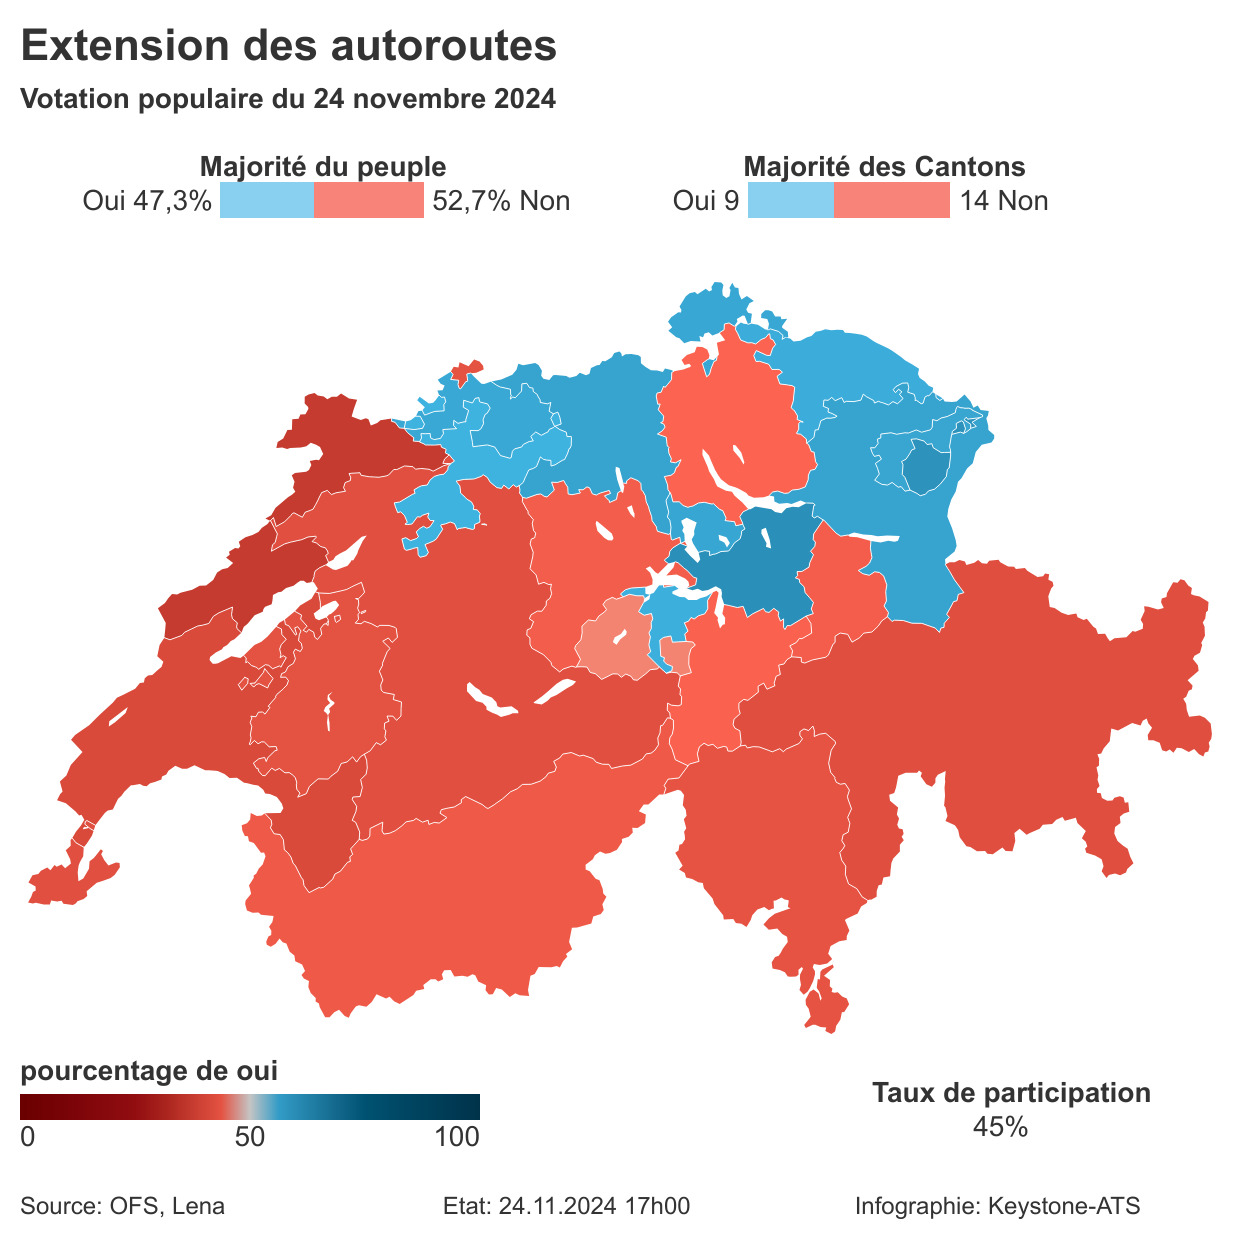 Extension des autoroutes
Votation populaire du 24 novembre 2024
Majorité du peuple
Oui 47,3% 52,7% Non
Majorité des Cantons
Oui 9 14 Non
pourcentage de oui
0 50 100
Taux de participation
45%
Source: OFS, Lena
Etat: 24.11.2024 17h00
Infographie: Keystone-ATS